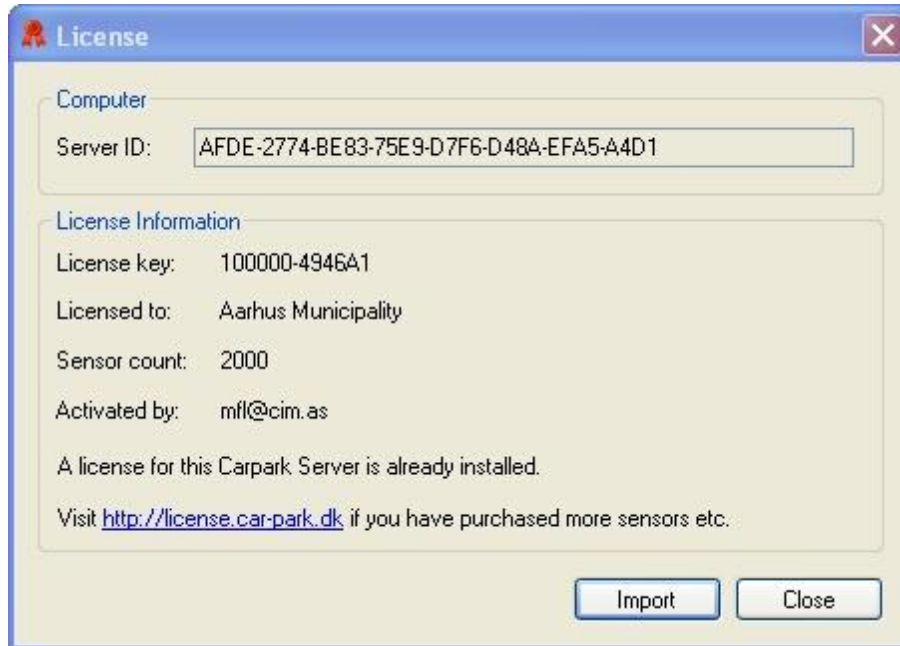 License
Computer
Server ID: AFDE-2774-BE83-75E9-D7F6-D48A-EFA5-A4D1
License Information
License key: 100000-4946A1
Licensed to: Aarhus Municipality
Sensor count: 2000
Activated by: mfl@cim.as
A license for this Carpark Server is already installed.
Visit http://license.car-park.dk if you have purchased more sensors etc.
Import Close